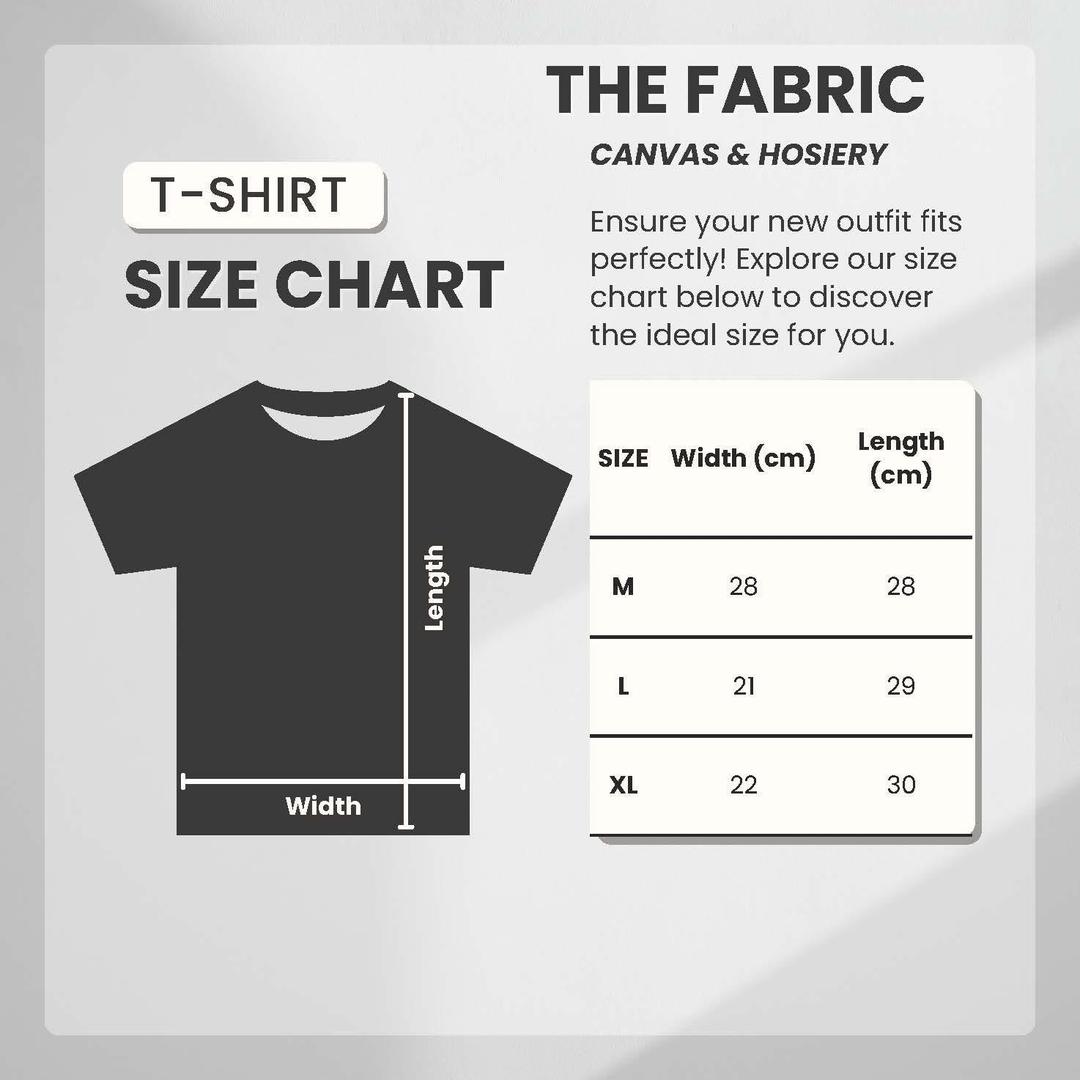 THE FABRIC
CANVAS & HOSIERY
T-SHIRT
SIZE CHART
Ensure your new outfit fits
perfectly! Explore our size
chart below to discover
the ideal size for you.
Length
Width
SIZE Width (cm) Length (cm)
M 28 28
L 21 29
XL 22 30